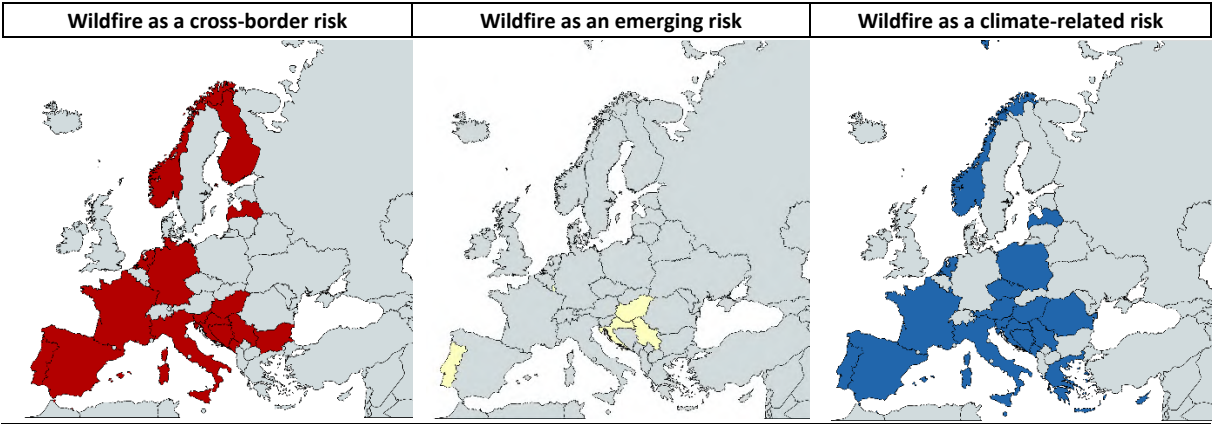 Wildfire as a cross-border risk
Wildfire as an emerging risk
Wildfire as a climate-related risk